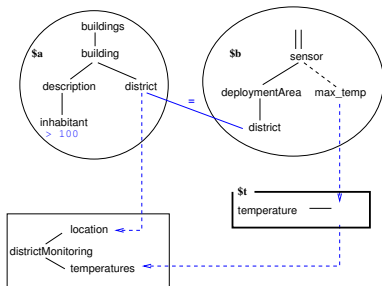 buildings
$a
building
$b
sensor
description
district
deploymentArea
max_temp
=
inhabitant
> 100
district
$t
temperature
location
districtMonitoring
temperatures